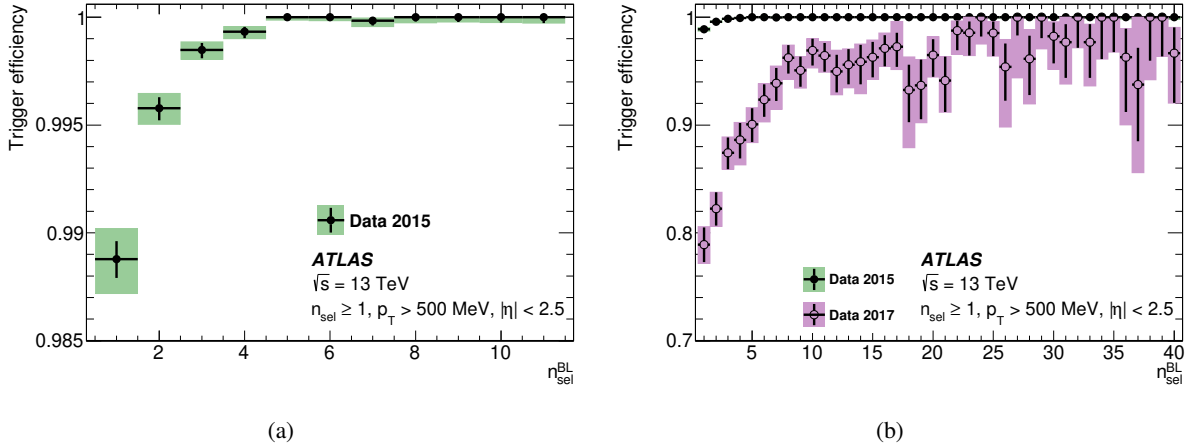 Trigger efficiency
1
0.995
0.99
0.985
2 4 6 8 10
n_sel^BL
Data 2015
ATLAS
√s = 13 TeV
n_sel ≥ 1, p_T > 500 MeV, |η| < 2.5
(a)
Trigger efficiency
1
0.9
0.8
0.7
5 10 15 20 25 30 35 40
n_sel^BL
Data 2015
Data 2017
ATLAS
√s = 13 TeV
n_sel ≥ 1, p_T > 500 MeV, |η| < 2.5
(b)